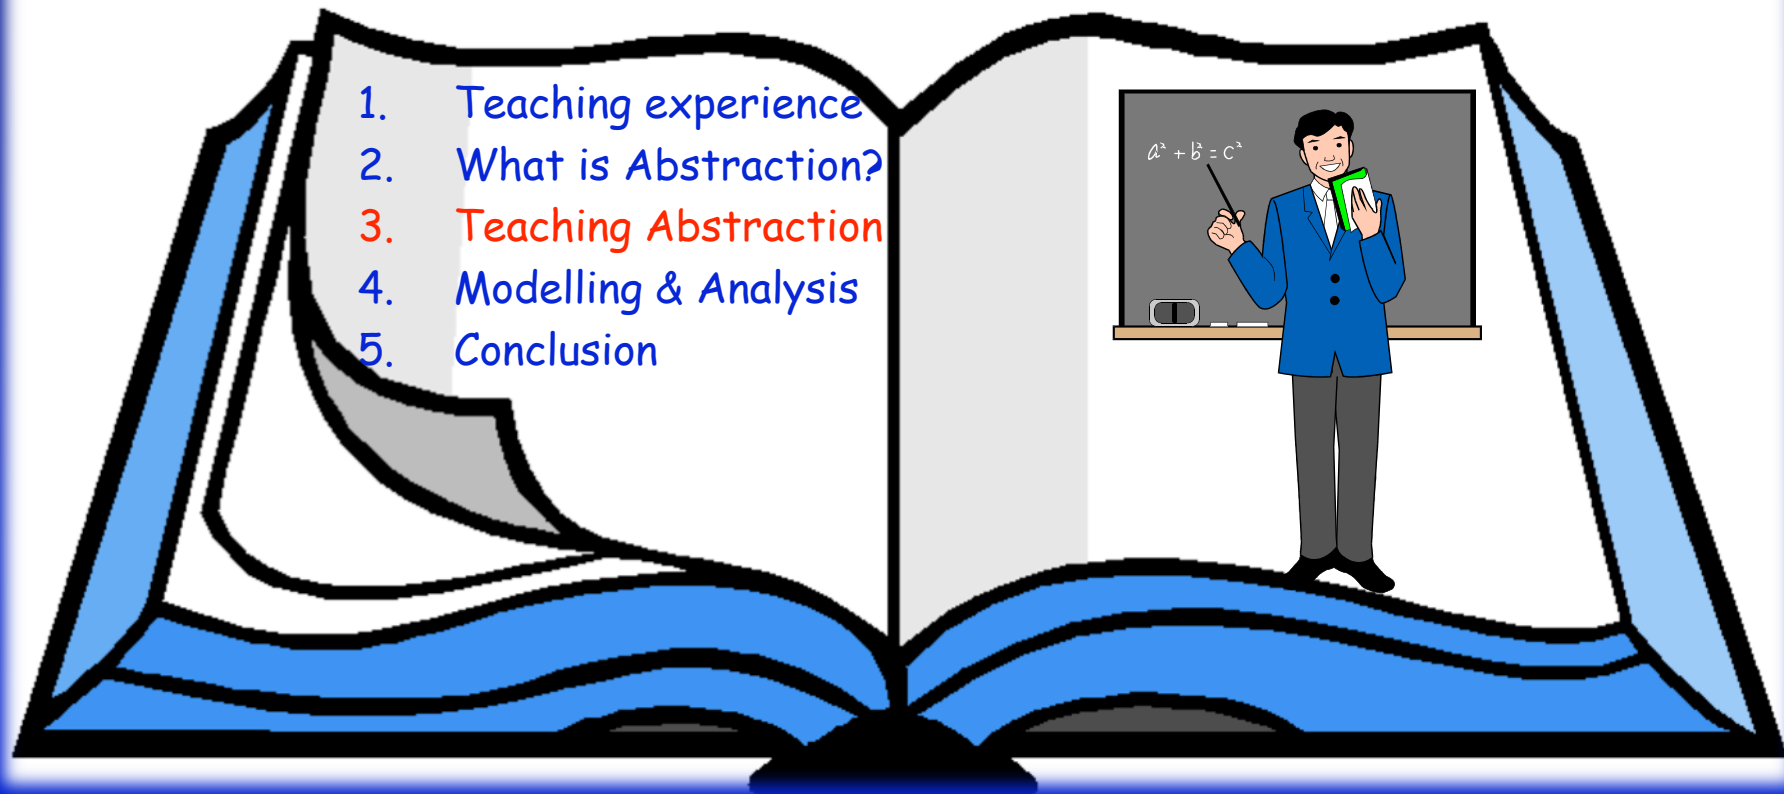 1. Teaching experience
2. What is Abstraction?
3. Teaching Abstraction
4. Modelling & Analysis
5. Conclusion
a² + b² = c²